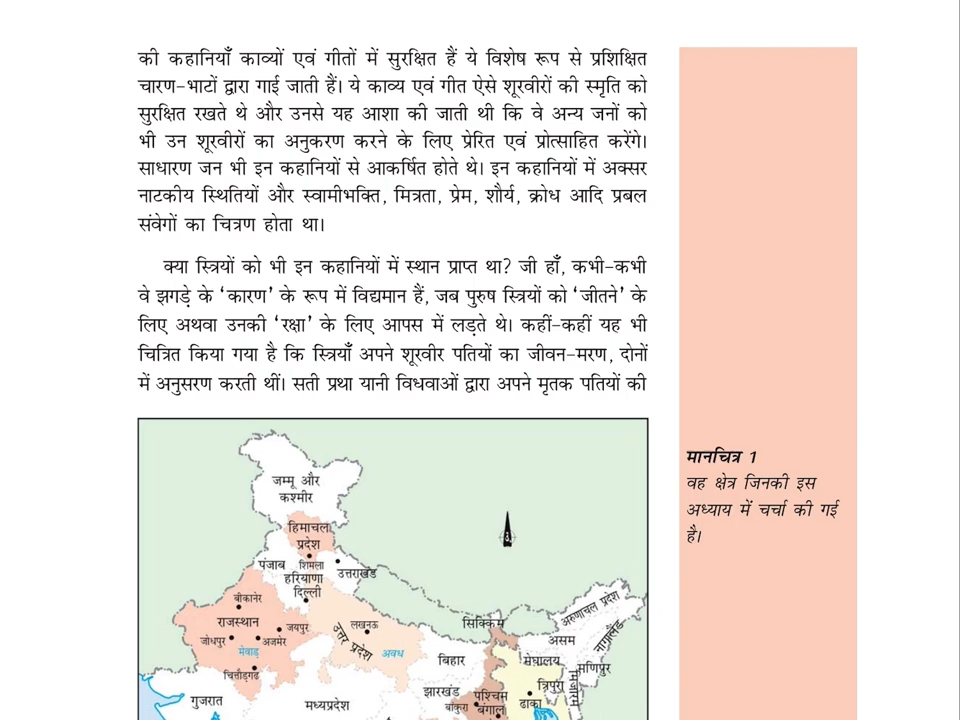 की कहानियाँ काव्यों एवं गीतों में सुरक्षित हैं ये विशेष रूप से प्रशिक्षित
चारण-भाटों द्वारा गाई जाती हैं। ये काव्य एवं गीत ऐसे शूरवीरों की स्मृति को
सुरक्षित रखते थे और उनसे यह आशा की जाती थी कि वे अन्य जनों को
भी उन शूरवीरों का अनुकरण करने के लिए प्रेरित एवं प्रोत्साहित करेंगे।
साधारण जन भी इन कहानियों से आकर्षित होते थे। इन कहानियों में अक्सर
नाटकीय स्थितियों और स्वामीभक्ति, मित्रता, प्रेम, शौर्य, क्रोध आदि प्रबल
संवेगों का चित्रण होता था।
क्या स्त्रियों को भी इन कहानियों में स्थान प्राप्त था? जी हाँ, कभी-कभी
वे झगड़े के ‘कारण’ के रूप में विद्यमान हैं, जब पुरुष स्त्रियों को ‘जीतने’ के
लिए अथवा उनकी ‘रक्षा’ के लिए आपस में लड़ते थे। कहीं-कहीं यह भी
चित्रित किया गया है कि स्त्रियाँ अपने शूरवीर पतियों का जीवन-मरण, दोनों
में अनुसरण करती थीं। सती प्रथा यानी विधवाओं द्वारा अपने मृतक पतियों की
मानचित्र 1
वह क्षेत्र जिनकी इस
अध्याय में चर्चा की गई
है।
जम्मू और
कश्मीर
हिमाचल
प्रदेश
शिमला
पंजाब
उत्तराखंड
हरियाणा
दिल्ली
बीकानेर
राजस्थान
जयपुर
जोधपुर
अजमेर
मेवाड़
चित्तौड़गढ़
लखनऊ
उत्तर प्रदेश
अवध
सिक्किम
अरुणाचल प्रदेश
असम
नागालैंड
बिहार
मेघालय
मणिपुर
झारखंड
बांकुरा
पश्चिम
बंगाल
ढाका
त्रिपुरा
मिजोरम
गुजरात
मध्यप्रदेश